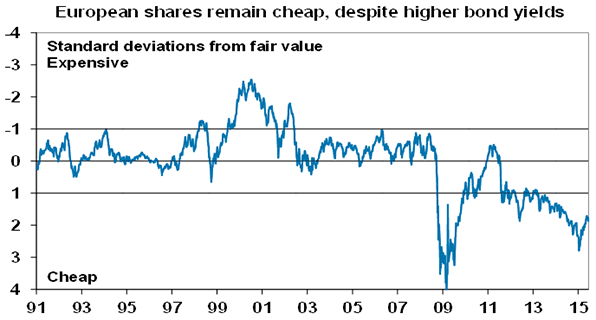 European shares remain cheap, despite higher bond yields
-4
Standard deviations from fair value
-3
Expensive
-2
-1
0
1
2
3
Cheap
4
91 93 95 97 99 01 03 05 07 09 11 13 15